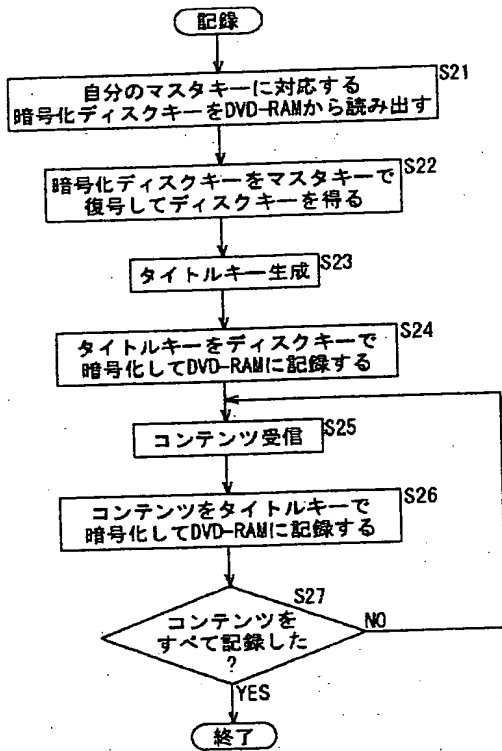 記録
S21
自分のマスタキーに対応する
暗号化ディスクキーをDVD-RAMから読み出す
S22
暗号化ディスクキーをマスタキーで
復号してディスクキーを得る
S23
タイトルキー生成
S24
タイトルキーをディスクキーで
暗号化してDVD-RAMに記録する
S25
コンテンツ受信
S26
コンテンツをタイトルキーで
暗号化してDVD-RAMに記録する
S27
コンテンツを
すべて記録した
?
NO
YES
終了